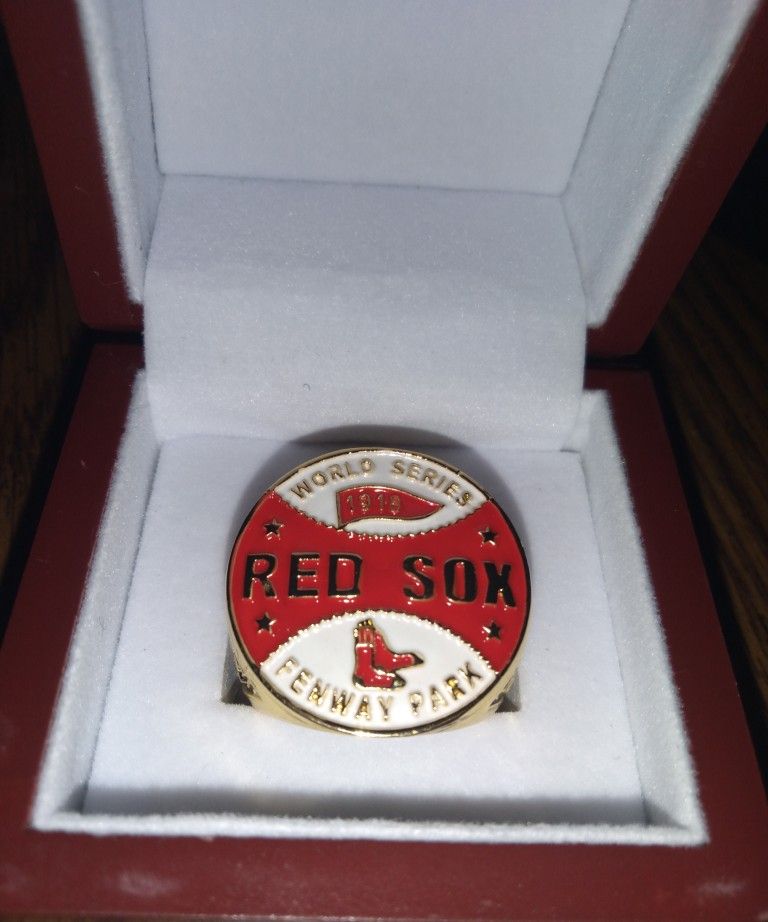 WORLD SERIES
1918
RED SOX
FENWAY PARK